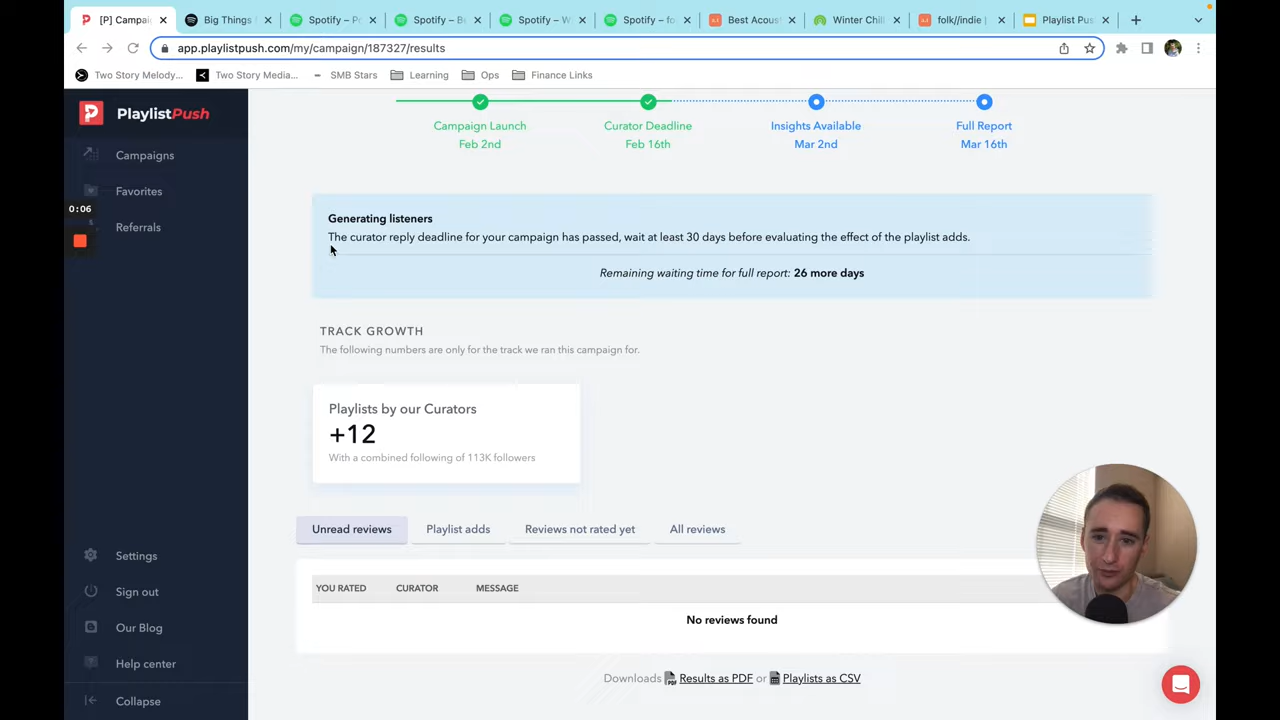 [P] Campai
Big Things
Spotify – Po
Spotify – Be
Spotify – W
Spotify – fo
Best Acous
Winter Chill
folk//indie
Playlist Pus
app.playlistpush.com/my/campaign/187327/results
Two Story Melody...
Two Story Media...
SMB Stars
Learning
Ops
Finance Links
PlaylistPush
Campaigns
Favorites
0:06
Referrals
Settings
Sign out
Our Blog
Help center
Collapse
Campaign Launch
Feb 2nd
Curator Deadline
Feb 16th
Insights Available
Mar 2nd
Full Report
Mar 16th
Generating listeners
The curator reply deadline for your campaign has passed, wait at least 30 days before evaluating the effect of the playlist adds.
Remaining waiting time for full report: 26 more days
TRACK GROWTH
The following numbers are only for the track we ran this campaign for.
Playlists by our Curators
+12
With a combined following of 113K followers
Unread reviews
Playlist adds
Reviews not rated yet
All reviews
YOU RATED
CURATOR
MESSAGE
No reviews found
Downloads Results as PDF or Playlists as CSV